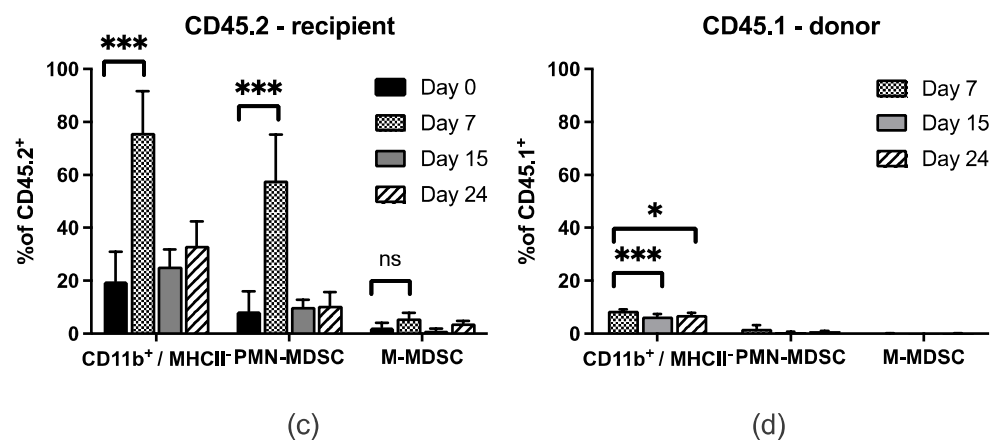 CD45.2 - recipient
%of CD45.2⁺
100
80
60
40
20
0
***
***
ns
Day 0
Day 7
Day 15
Day 24
CD11b⁺ / MHCII⁻ PMN-MDSC M-MDSC
(c)
CD45.1 - donor
%of CD45.1⁺
100
80
60
40
20
0
*
***
Day 7
Day 15
Day 24
CD11b⁺ / MHCII⁻ PMN-MDSC M-MDSC
(d)